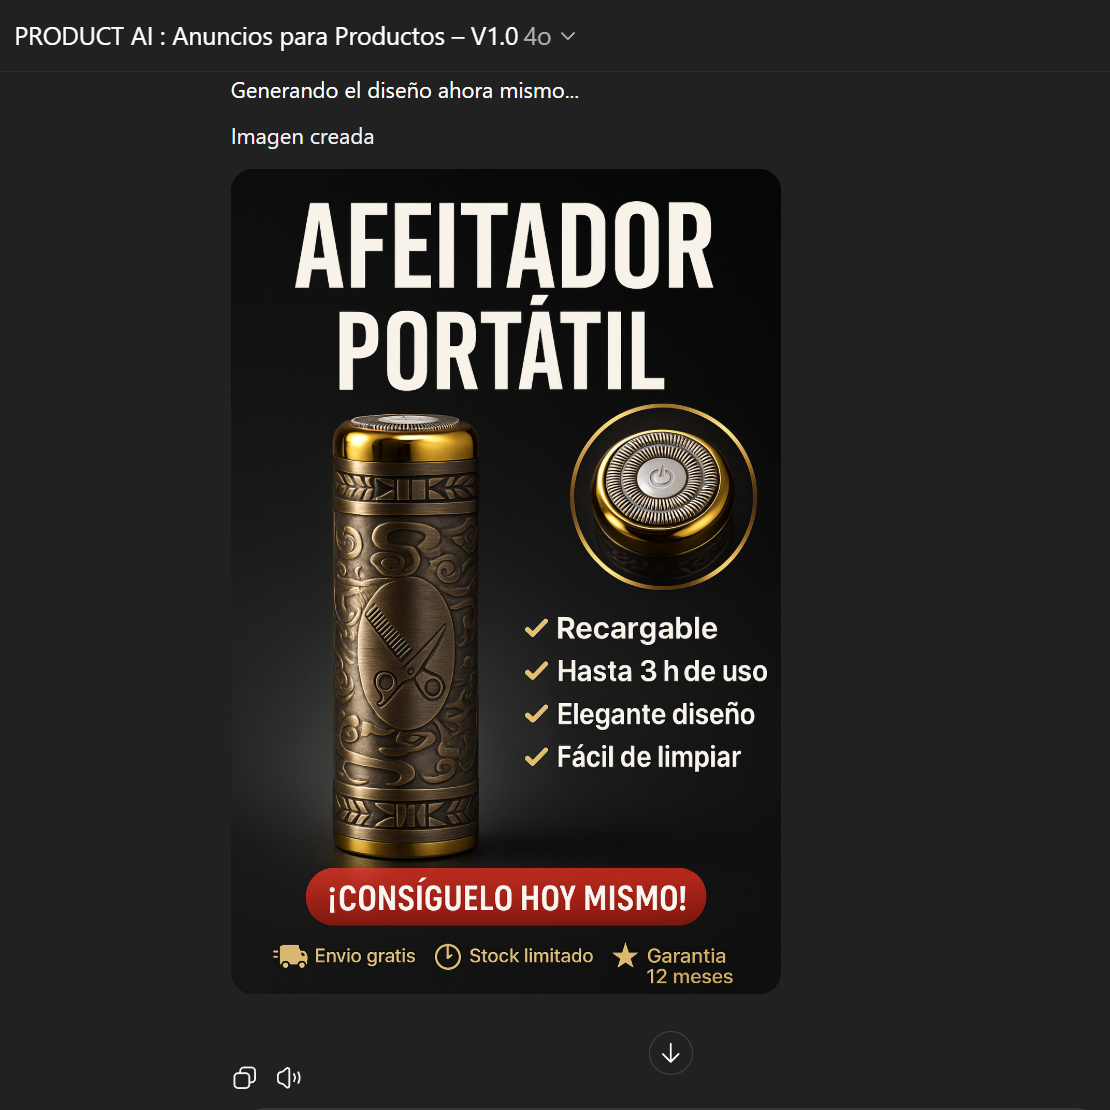 PRODUCT AI : Anuncios para Productos – V1.0 4o
Generando el diseño ahora mismo...
Imagen creada
AFEITADOR
PORTÁTIL
Recargable
Hasta 3 h de uso
Elegante diseño
Fácil de limpiar
¡CONSÍGUELO HOY MISMO!
Envio gratis
Stock limitado
Garantia
12 meses